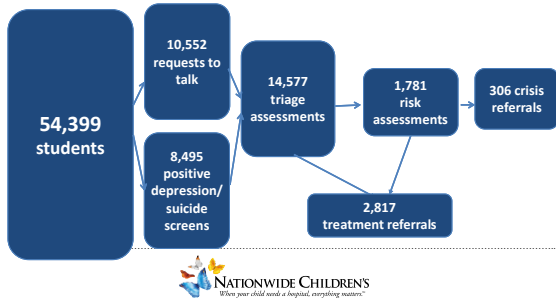 54,399
students
10,552
requests to
talk
8,495
positive
depression/
suicide
screens
14,577
triage
assessments
1,781
risk
assessments
306 crisis
referrals
2,817
treatment referrals
NATIONWIDE CHILDREN'S
When your child needs a hospital, everything matters.™